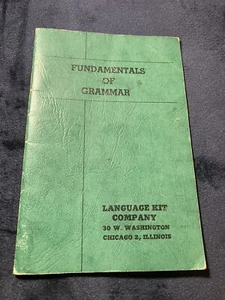 FUNDAMENTALS
OF
GRAMMAR
LANGUAGE KIT
COMPANY
30 W. WASHINGTON
CHICAGO 2, ILLINOIS